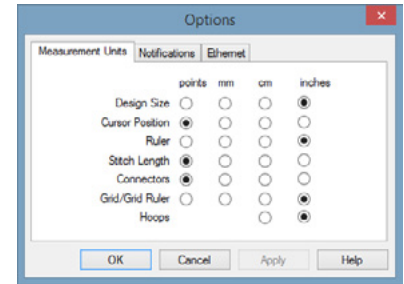 Options
Measurement Units Notifications Ethernet
points mm cm inches
Design Size
Cursor Position
Ruler
Stitch Length
Connectors
Grid/Grid Ruler
Hoops
OK Cancel Apply Help